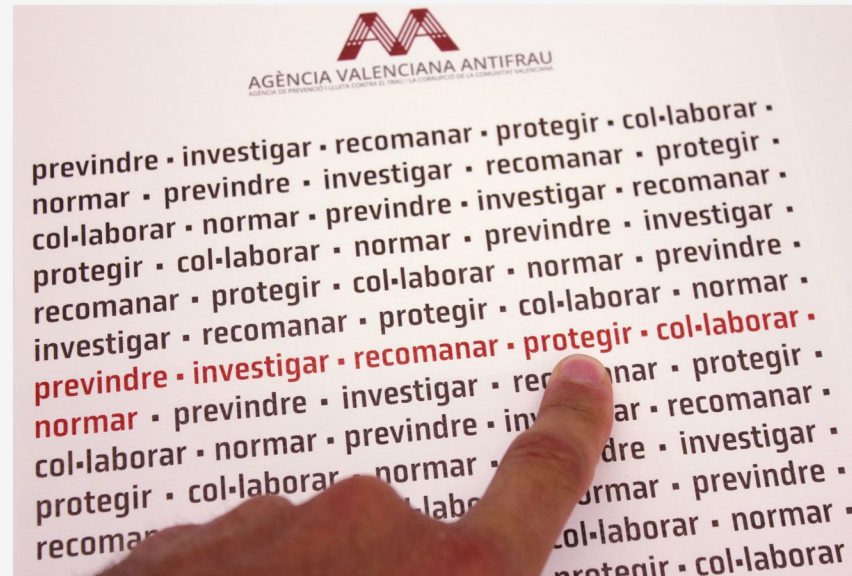 AGÈNCIA VALENCIANA ANTIFRAU
AGÈNCIA DE PREVENCIÓ I LLUITA CONTRA EL FRAU I LA CORRUPCIÓ DE LA COMUNITAT VALENCIANA
previndre · investigar · recomanar · protegir · col·laborar ·
normar · previndre · investigar · recomanar · protegir ·
col·laborar · normar · previndre · investigar · recomanar ·
protegir · col·laborar · normar · previndre · investigar ·
recomanar · protegir · col·laborar · normar · previndre ·
investigar · recomanar · protegir · col·laborar · normar ·
previndre · investigar · recomanar · protegir · col·laborar ·
normar · previndre · investigar · nar · protegir ·
col·laborar · normar · previndre · ar · recomanar ·
protegir · col·laborar · normar · dre · investigar ·
rmar · previndre ·
col·laborar · normar ·
protegir · col·laborar